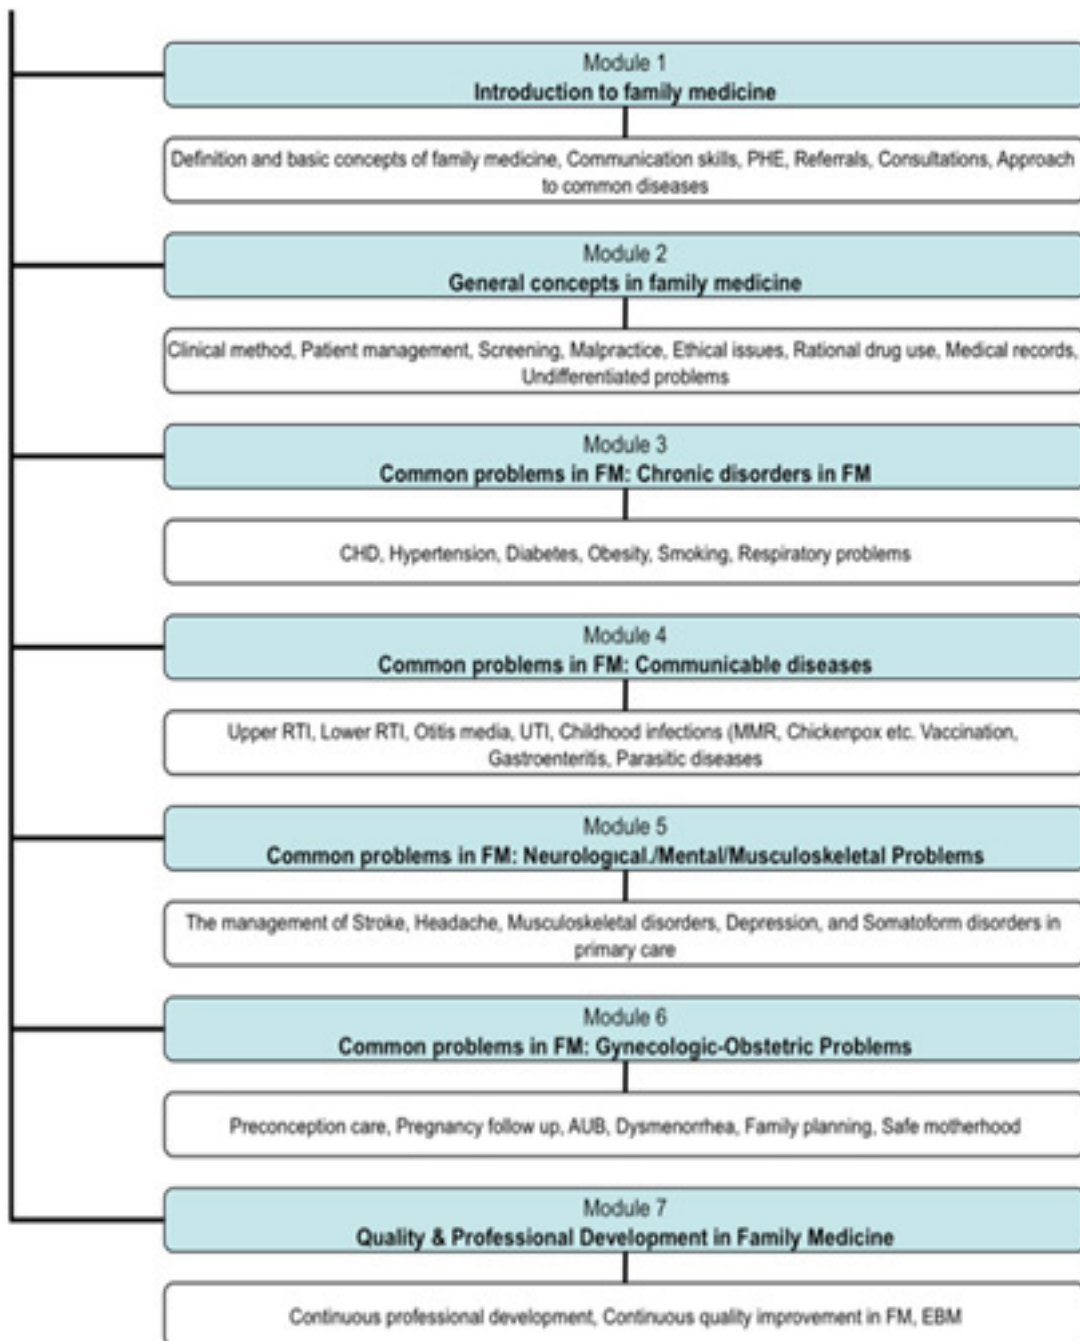 Module 1
Introduction to family medicine
Definition and basic concepts of family medicine, Communication skills, PHE, Referrals, Consultations, Approach
to common diseases
Module 2
General concepts in family medicine
Clinical method, Patient management, Screening, Malpractice, Ethical issues, Rational drug use, Medical records,
Undifferentiated problems
Module 3
Common problems in FM: Chronic disorders in FM
CHD, Hypertension, Diabetes, Obesity, Smoking, Respiratory problems
Module 4
Common problems in FM: Communicable diseases
Upper RTI, Lower RTI, Otitis media, UTI, Childhood infections (MMR, Chickenpox etc. Vaccination,
Gastroenteritis, Parasitic diseases
Module 5
Common problems in FM: Neurological./Mental/Musculoskeletal Problems
The management of Stroke, Headache, Musculoskeletal disorders, Depression, and Somatoform disorders in
primary care
Module 6
Common problems in FM: Gynecologic-Obstetric Problems
Preconception care, Pregnancy follow up, AUB, Dysmenorrhea, Family planning, Safe motherhood
Module 7
Quality & Professional Development in Family Medicine
Continuous professional development, Continuous quality improvement in FM, EBM